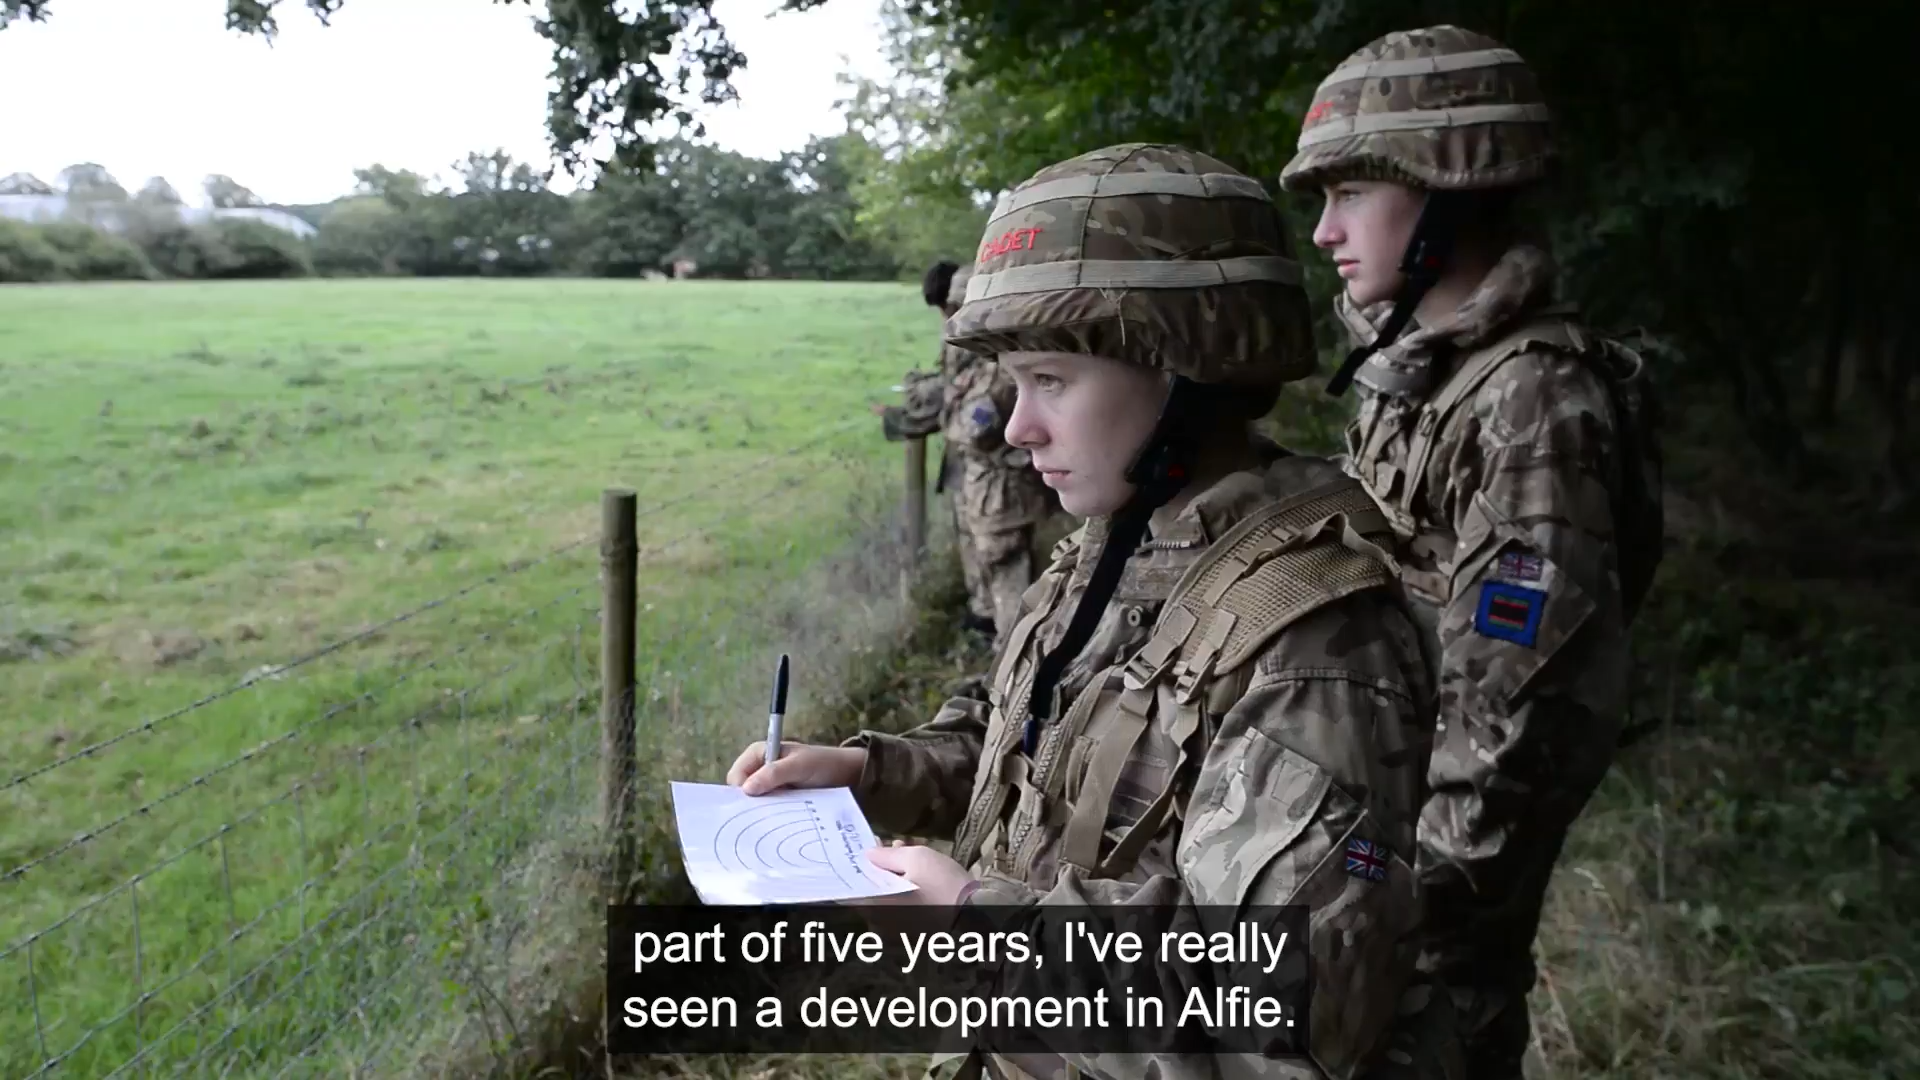 CADET
part of five years, I've really
seen a development in Alfie.